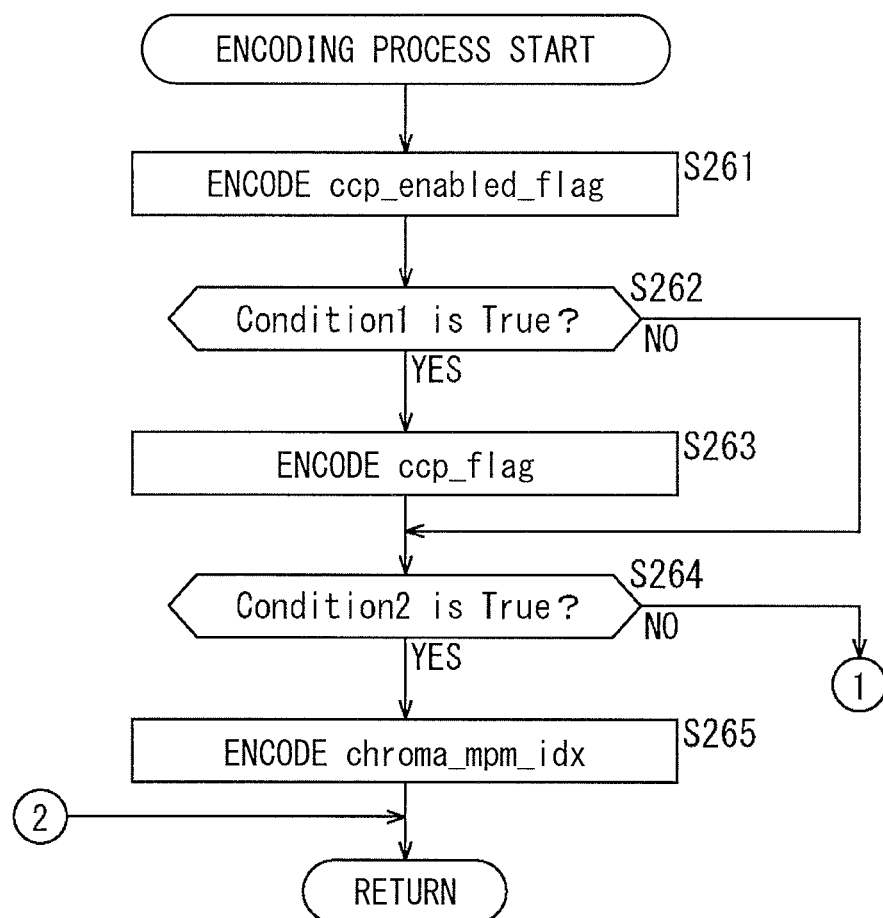 ENCODING PROCESS START
S261
ENCODE ccp_enabled_flag
S262
Condition1 is True?
NO
YES
S263
ENCODE ccp_flag
S264
Condition2 is True?
NO
YES
1
S265
ENCODE chroma_mpm_idx
2
RETURN